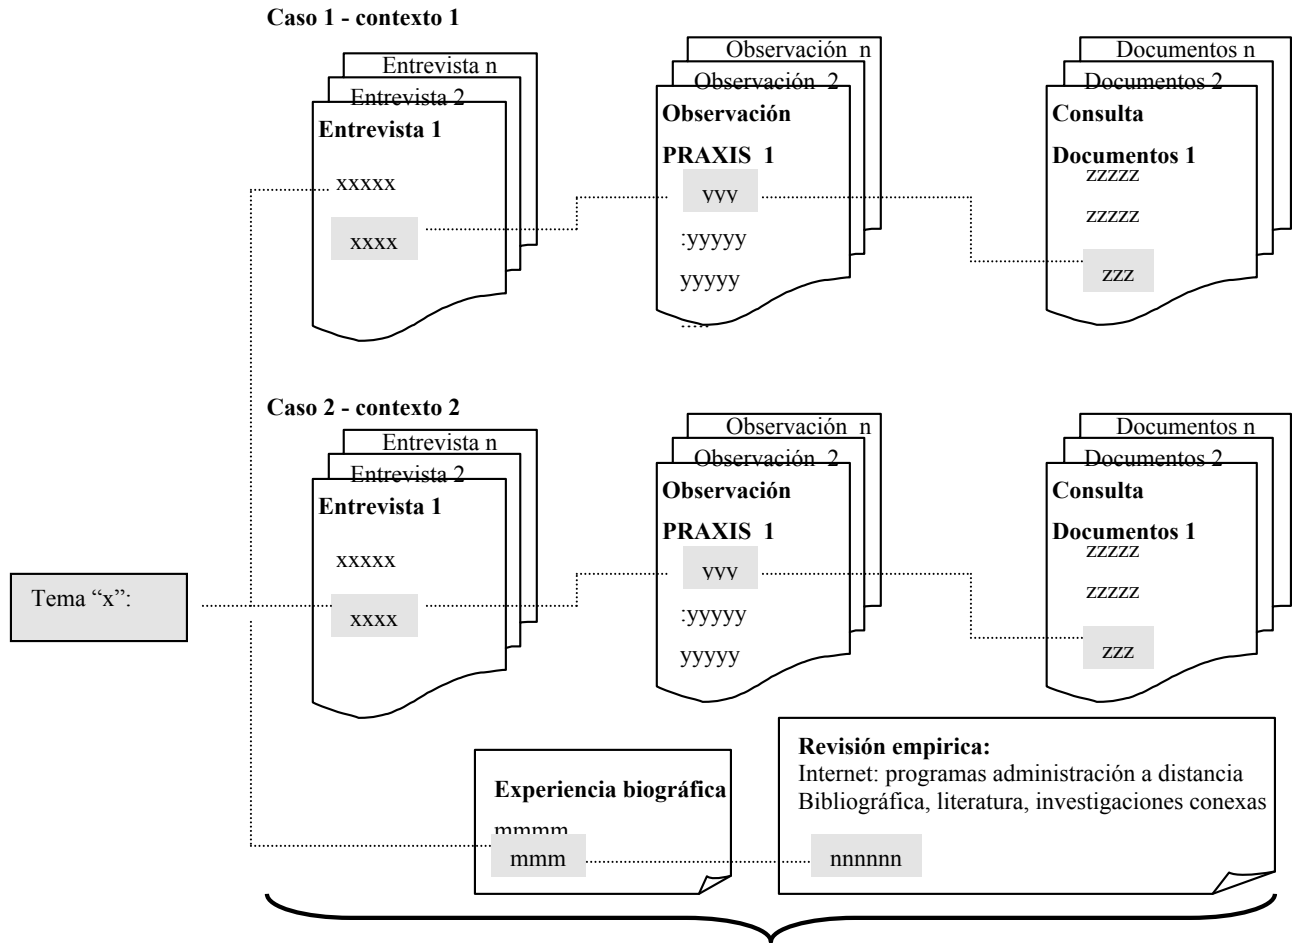 Caso 1 - contexto 1
Entrevista n
Entrevista 2
Entrevista 1
xxxxx
xxxx
Observación n
Observación 2
Observación
PRAXIS 1
yyy
:yyyyy
yyyyy
.....
Documentos n
Documentos 2
Consulta
Documentos 1
zzzzz
zzzzz
zzz
Caso 2 - contexto 2
Entrevista n
Entrevista 2
Entrevista 1
xxxxx
xxxx
Observación n
Observación 2
Observación
PRAXIS 1
yyy
:yyyyy
yyyyy
Documentos n
Documentos 2
Consulta
Documentos 1
zzzzz
zzzzz
zzz
Tema “x”:
Experiencia biográfica
mmmm
mmm
Revisión empirica:
Internet: programas administración a distancia
Bibliográfica, literatura, investigaciones conexas
nnnnnn